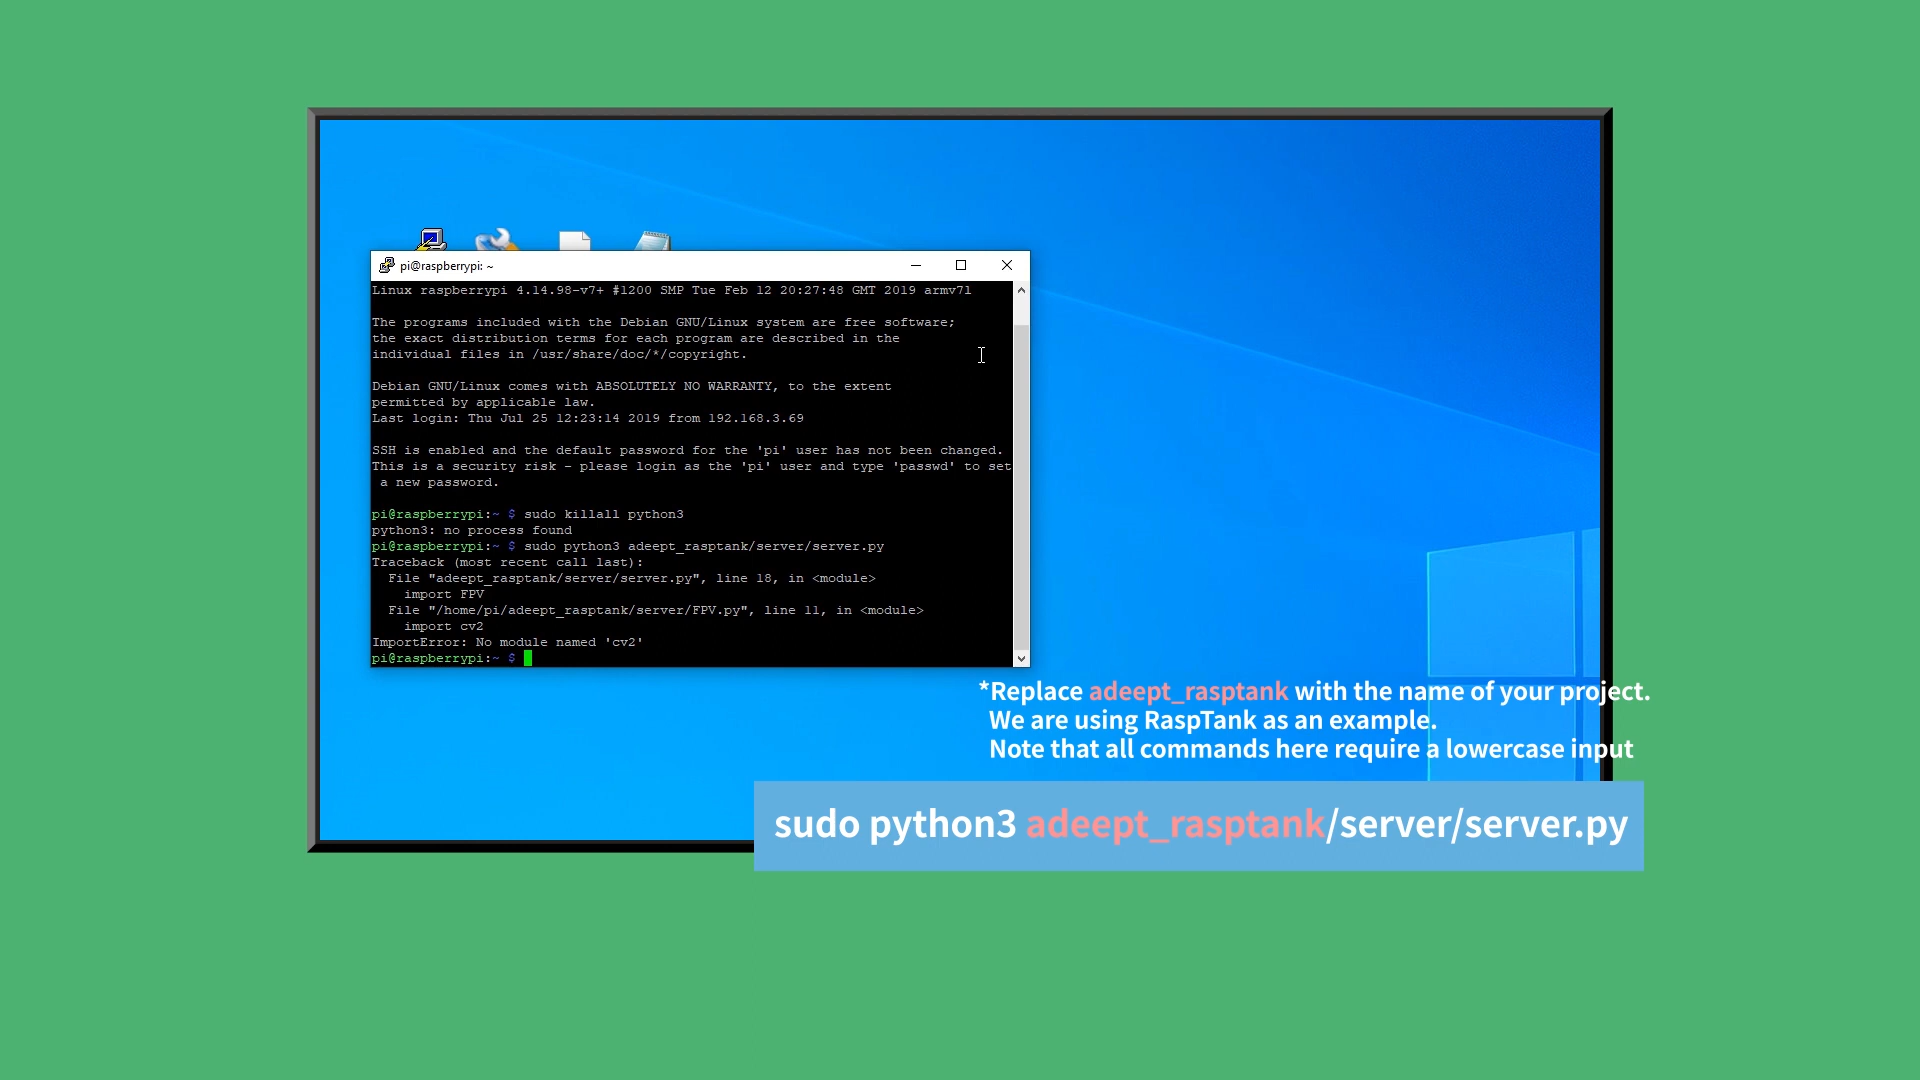 pi@raspberrypi: ~
Linux raspberrypi 4.14.98-v7+ #1200 SMP Tue Feb 12 20:27:48 GMT 2019 armv7l
The programs included with the Debian GNU/Linux system are free software;
the exact distribution terms for each program are described in the
individual files in /usr/share/doc/*/copyright.
Debian GNU/Linux comes with ABSOLUTELY NO WARRANTY, to the extent
permitted by applicable law.
Last login: Thu Jul 25 12:23:14 2019 from 192.168.3.69
SSH is enabled and the default password for the 'pi' user has not been changed.
This is a security risk - please login as the 'pi' user and type 'passwd' to set
a new password.
pi@raspberrypi:~ $ sudo killall python3
python3: no process found
pi@raspberrypi:~ $ sudo python3 adeept_rasptank/server/server.py
Traceback (most recent call last):
File "adeept_rasptank/server/server.py", line 18, in <module>
import FPV
File "/home/pi/adeept_rasptank/server/FPV.py", line 11, in <module>
import cv2
ImportError: No module named 'cv2'
pi@raspberrypi:~ $
*Replace adeept_rasptank with the name of your project.
We are using RaspTank as an example.
Note that all commands here require a lowercase input
sudo python3 adeept_rasptank/server/server.py